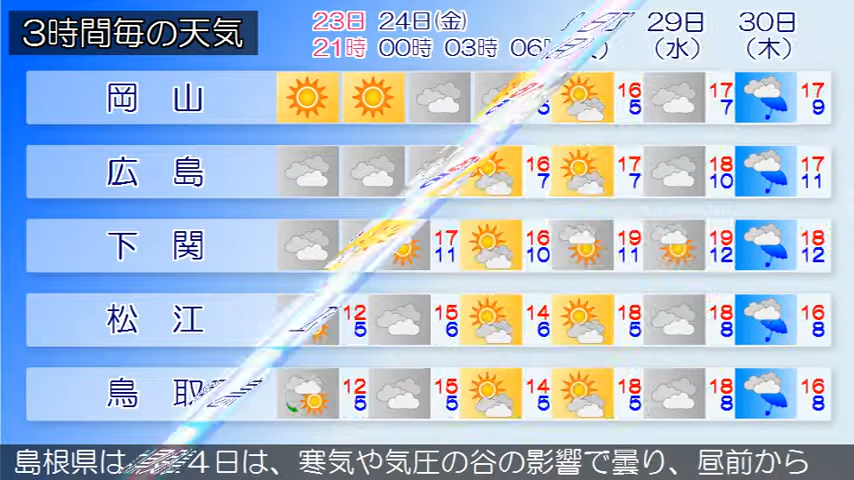 3時間毎の天気
23日 24日(金) 29日 30日
21時 00時 03時 06 (水) (木)
岡山 16 17 17
5 5 7 9
広島 16 17 18 17
7 7 10 11
下関 17 16 19 19 18
11 10 11 12 12
松江 12 15 14 18 18 16
5 6 6 5 8 8
鳥取 12 15 14 18 18 16
5 5 5 5 8 8
島根県は 4日は、寒気や気圧の谷の影響で曇り、昼前から